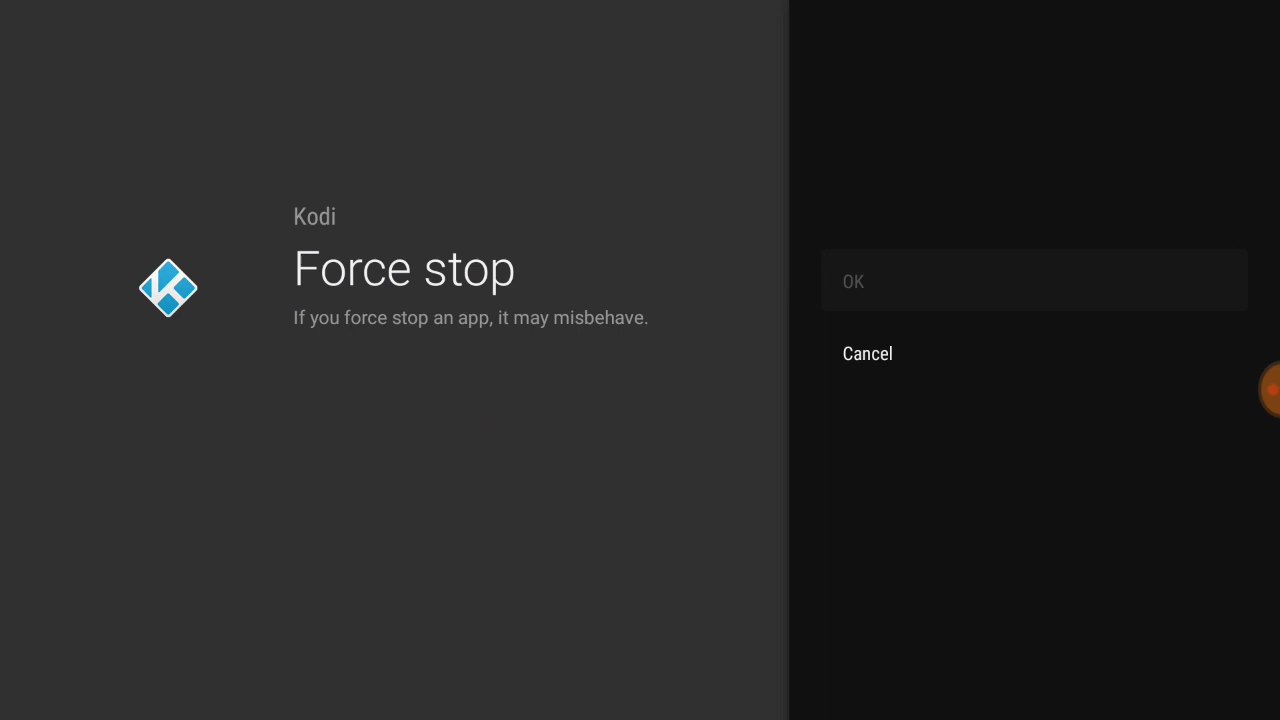 Kodi
Force stop
If you force stop an app, it may misbehave.
OK
Cancel